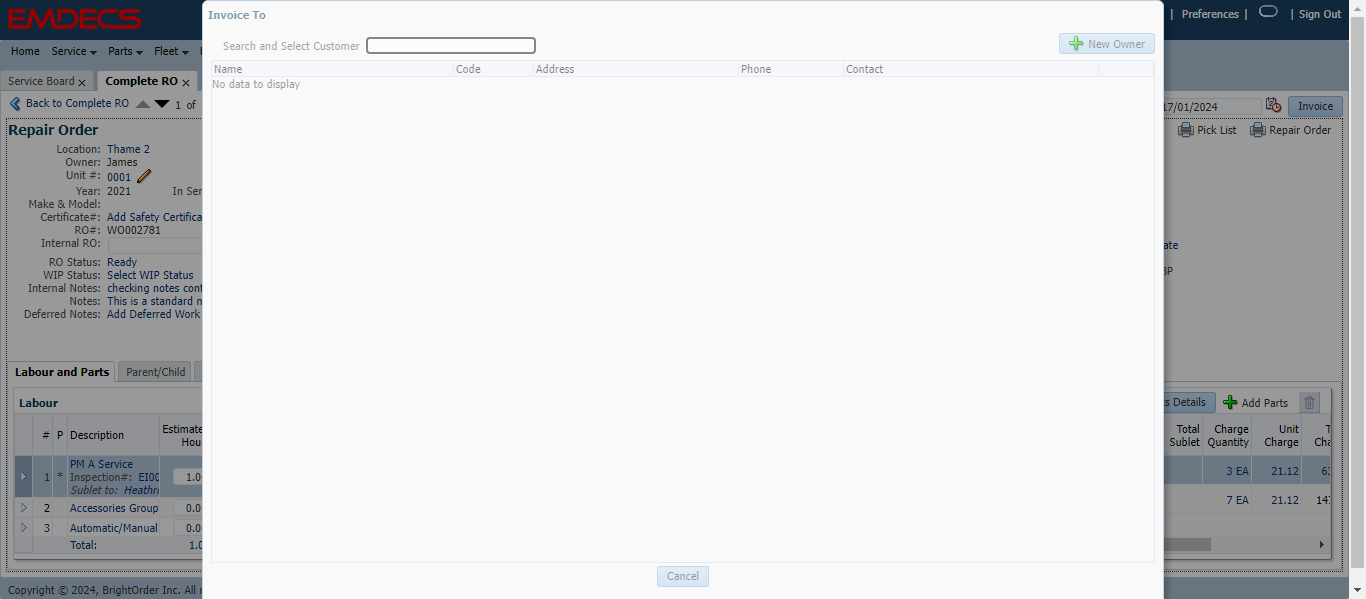 EMDECS
| Preferences | | Sign Out
Home Service Parts Fleet
Service Board x Complete RO x
Back to Complete RO 1 of
17/01/2024 Invoice
Pick List Repair Order
Repair Order
Location: Thame 2
Owner: James
Unit #: 0001
Year: 2021 In Ser
Make & Model:
Certificate#: Add Safety Certifica
RO#: WO002781
Internal RO:
RO Status: Ready
WIP Status: Select WIP Status
Internal Notes: checking notes cont
Notes: This is a standard n
Deferred Notes: Add Deferred Work
Labour and Parts Parent/Child
Labour
# P Description Estimate
Hou
1 * PM A Service 1.0
Inspection#: EI00
Sublet to: Heathr
2 Accessories Group 0.0
3 Automatic/Manual 0.0
Total: 1.0
Copyright © 2024, BrightOrder Inc. All r
Invoice To
Search and Select Customer
New Owner
Name Code Address Phone Contact
No data to display
Cancel
ate
BP
s Details Add Parts
Total Charge Unit T
Sublet Quantity Charge Cha
3 EA 21.12 63
7 EA 21.12 147